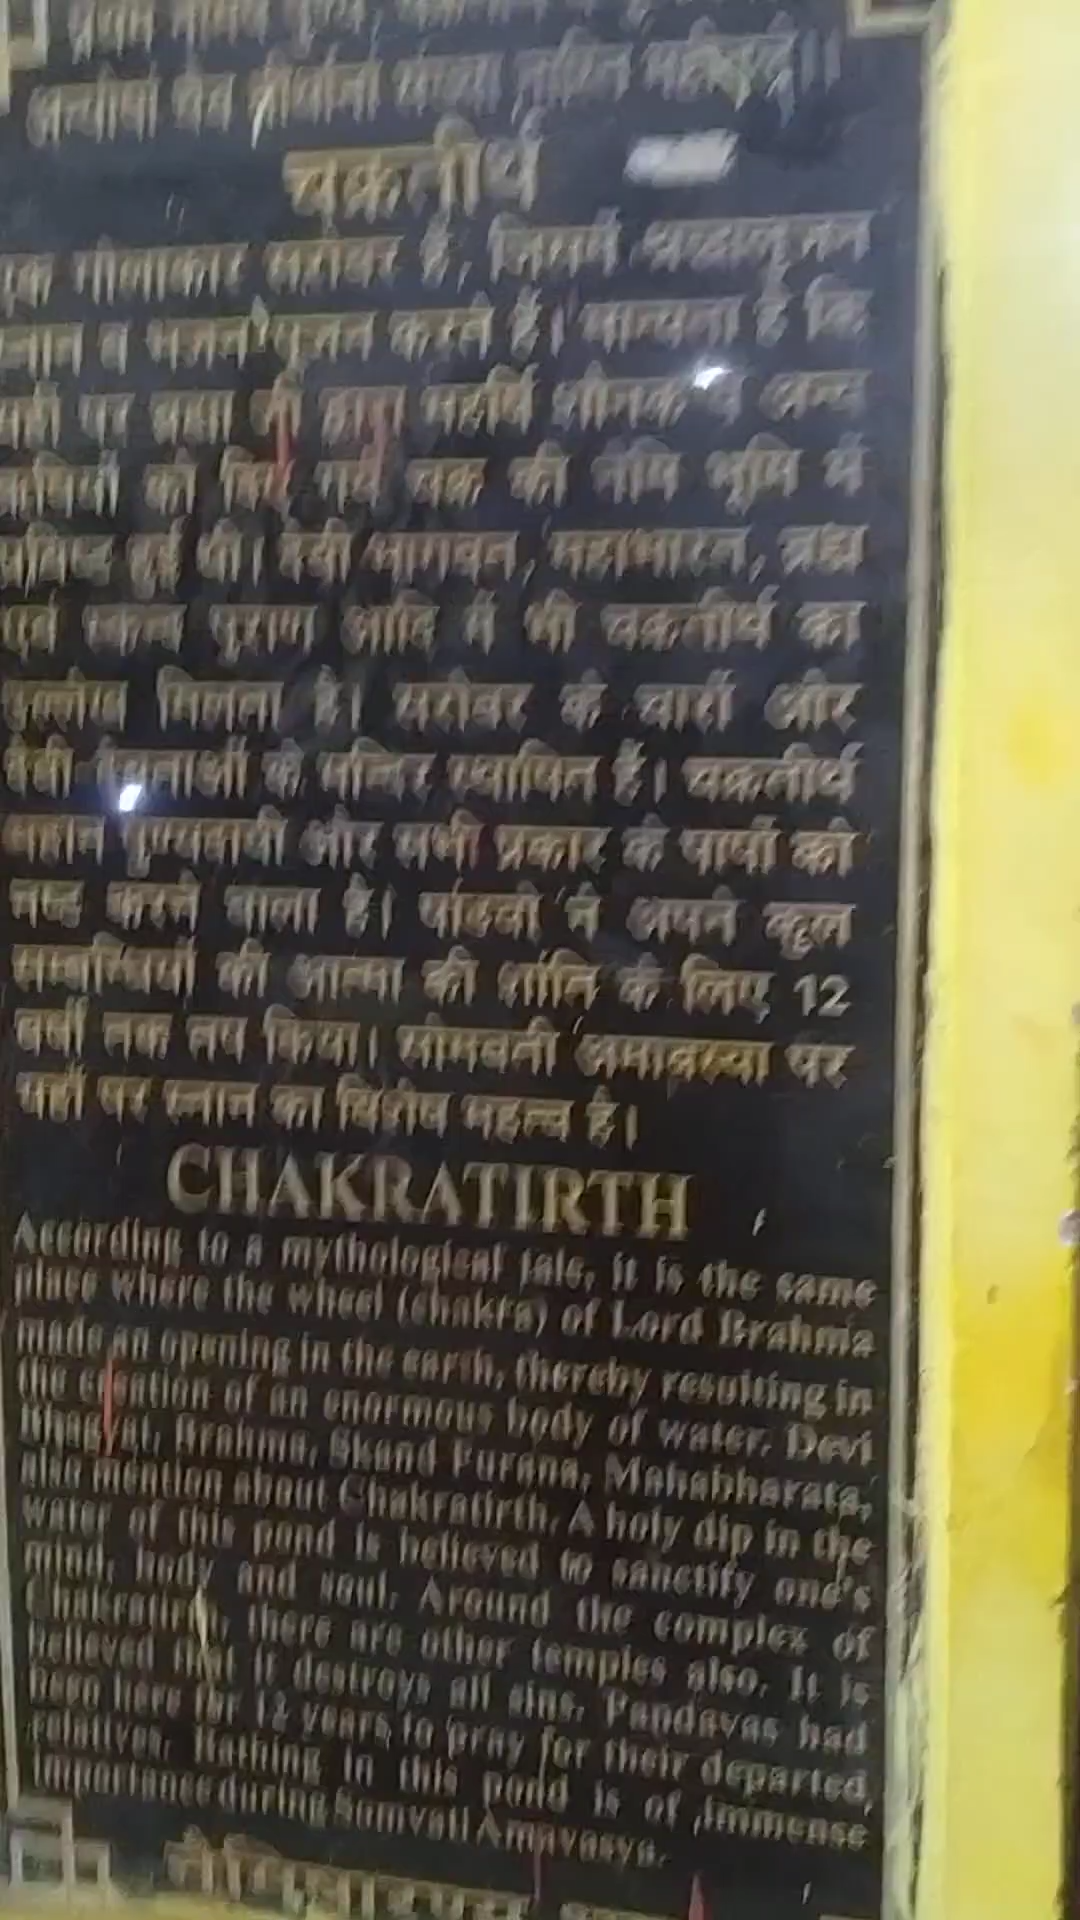 चक्रतीर्थ
एक गोलाकार सरोवर है, जिसमें श्रद्धालुजन
स्नान व भजन पूजन करते हैं। मान्यता है कि
यहीं पर ब्रह्मा जी द्वारा महर्षि शौनक व अन्य
ऋषियों को दिए गये चक्र की नेमि भूमि में
प्रविष्ट हुई थी। देवी भागवत, महाभारत, ब्रह्म
एवं स्कन्द पुराण आदि में भी चक्रतीर्थ का
उल्लेख मिलता है। सरोवर के चारों ओर
देवी देवताओं के मन्दिर स्थापित हैं। चक्रतीर्थ
महान पुण्यदायी और सभी प्रकार के पापों को
नष्ट करने वाला है। पांडवों ने अपने कुल
सम्बन्धियों की आत्मा की शांति के लिए 12
वर्षों तक तप किया। सोमवती अमावस्या पर
यहाँ पर स्नान का विशेष महत्व है।
CHAKRATIRTH
According to a mythological tale, it is the same
place where the wheel (chakra) of Lord Brahma
made an opening in the earth, thereby resulting in
the creation of an enormous body of water. Devi
Bhagvat, Brahma, Skund Purana, Mahabharata,
also mention about Chakratirth. A holy dip in the
water of this pond is believed to sanctify one's
mind, body and soul. Around the complex of
Chakratirth, there are other temples also. It is
believed that it destroys all sins. Pandavas had
been here for 12 years to pray for their departed,
relatives. Bathing in this pond is of immense
importance during Somvati Amavasya.